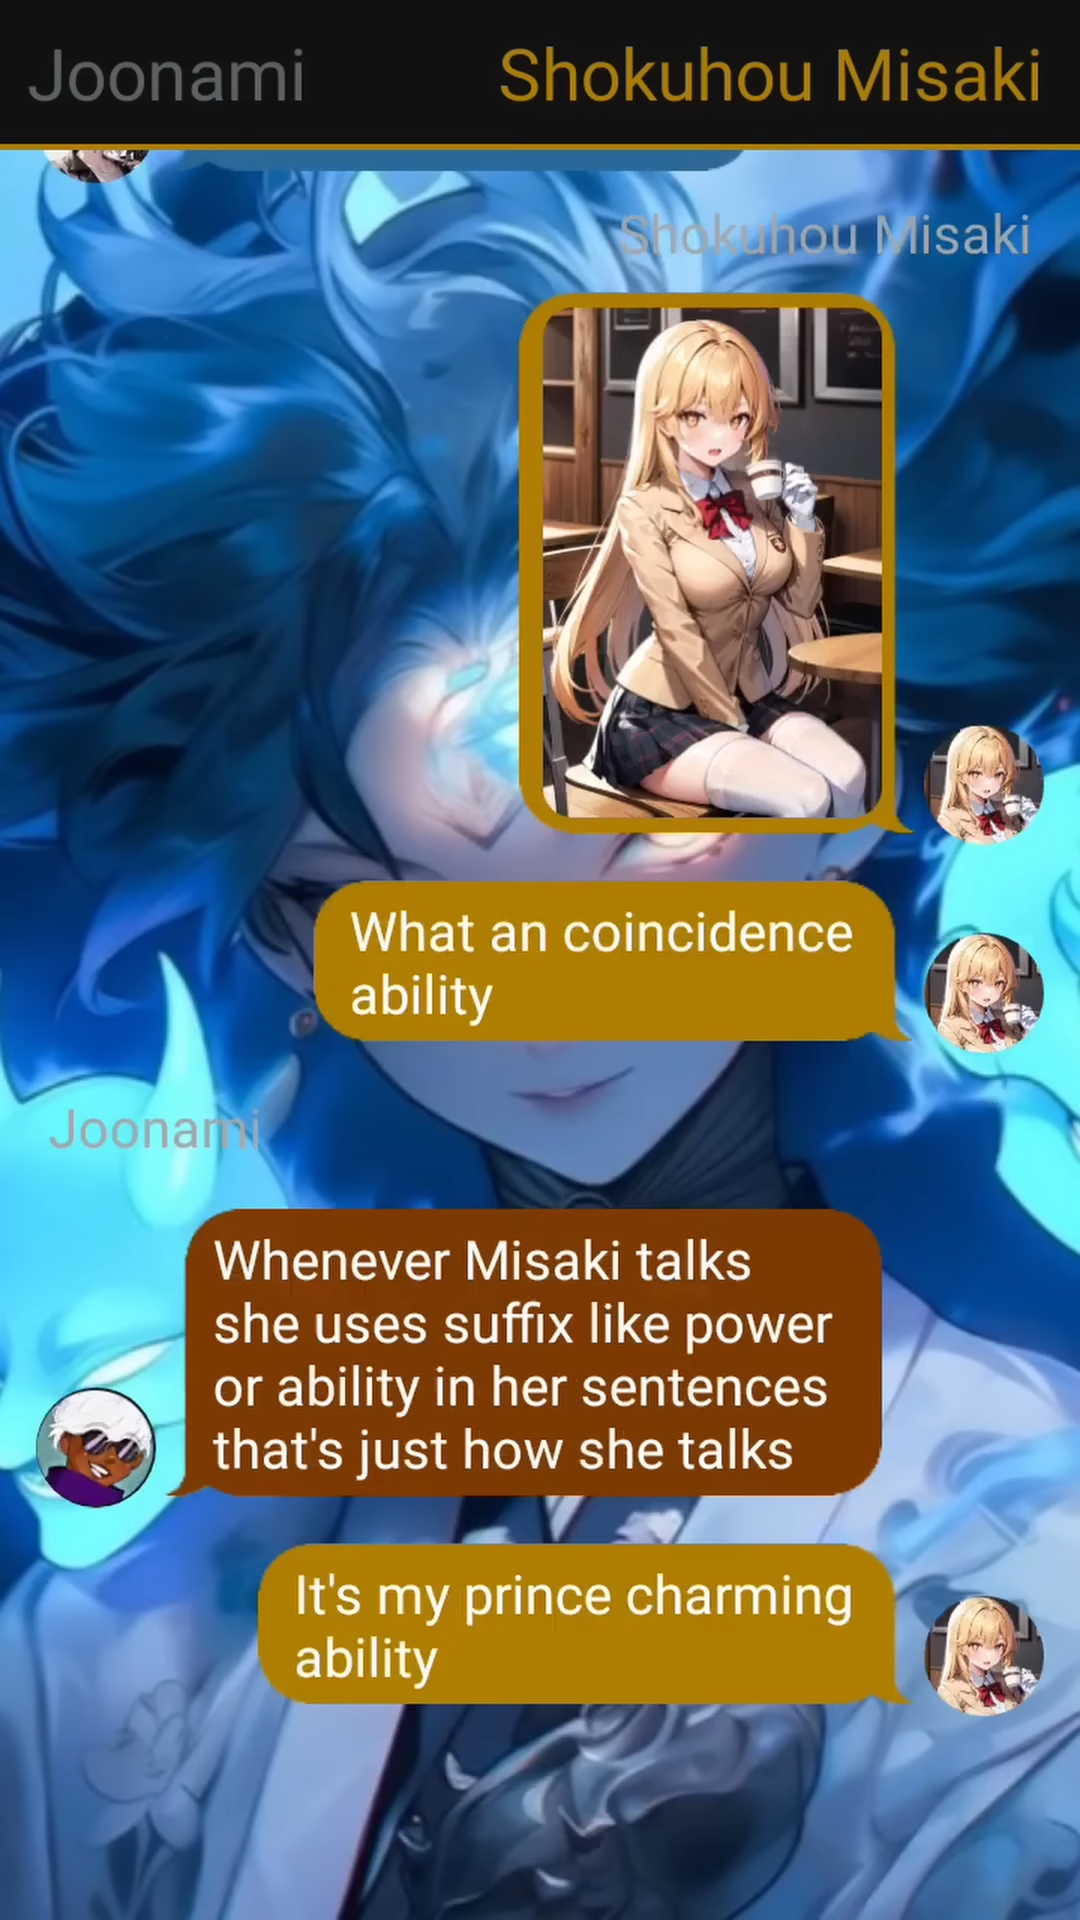 Joonami
Shokuhou Misaki
Shokuhou Misaki
What an coincidence
ability
Joonami
Whenever Misaki talks
she uses suffix like power
or ability in her sentences
that's just how she talks
It's my prince charming
ability